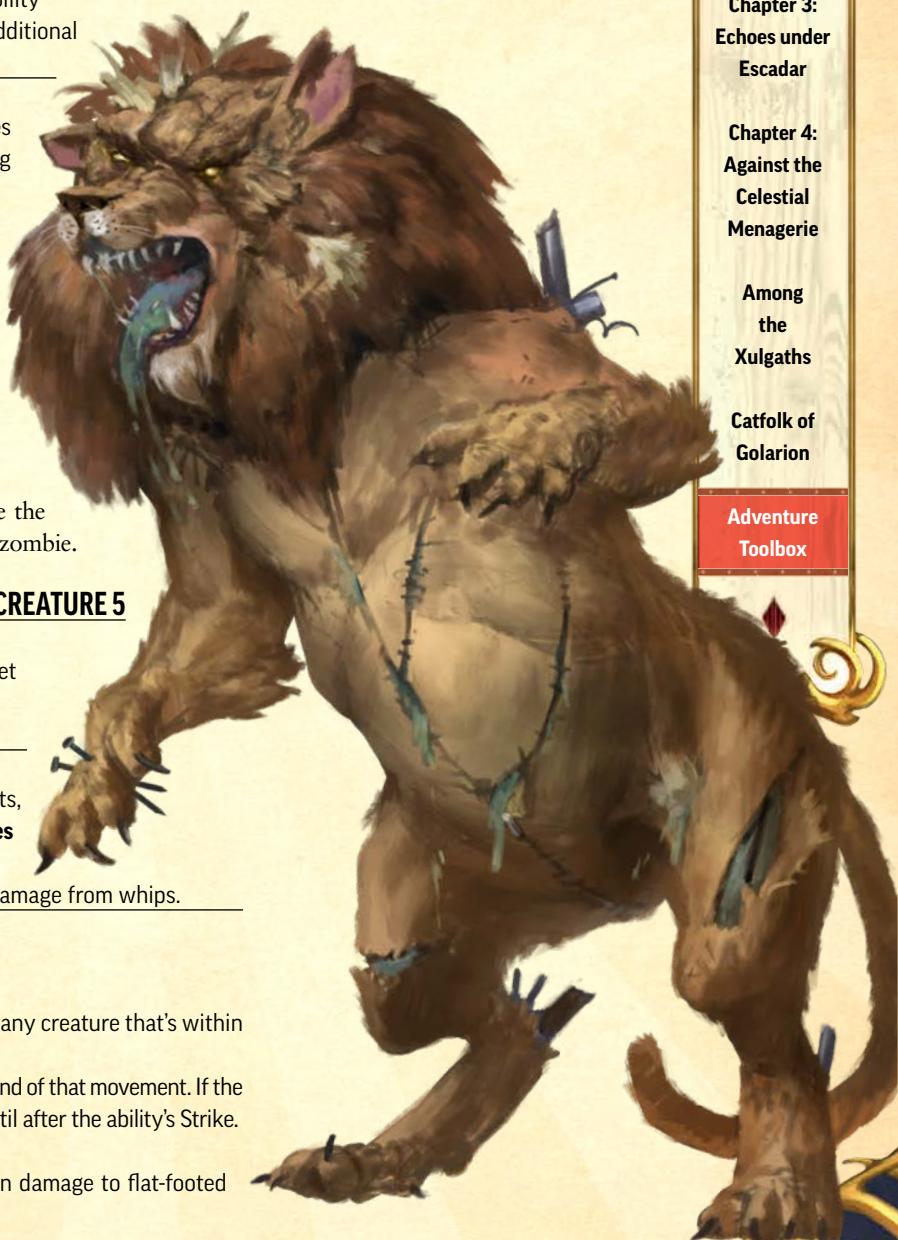 dditional
e the
zombie.
CREATURE 5
et
ts,
es
amage from whips.
any creature that's within
nd of that movement. If the
til after the ability's Strike.
n damage to flat-footed
Chapter 3:
Echoes under
Escadar
Chapter 4:
Against the
Celestial
Menagerie
Among
the
Xulgaths
Catfolk of
Golarion
Adventure
Toolbox